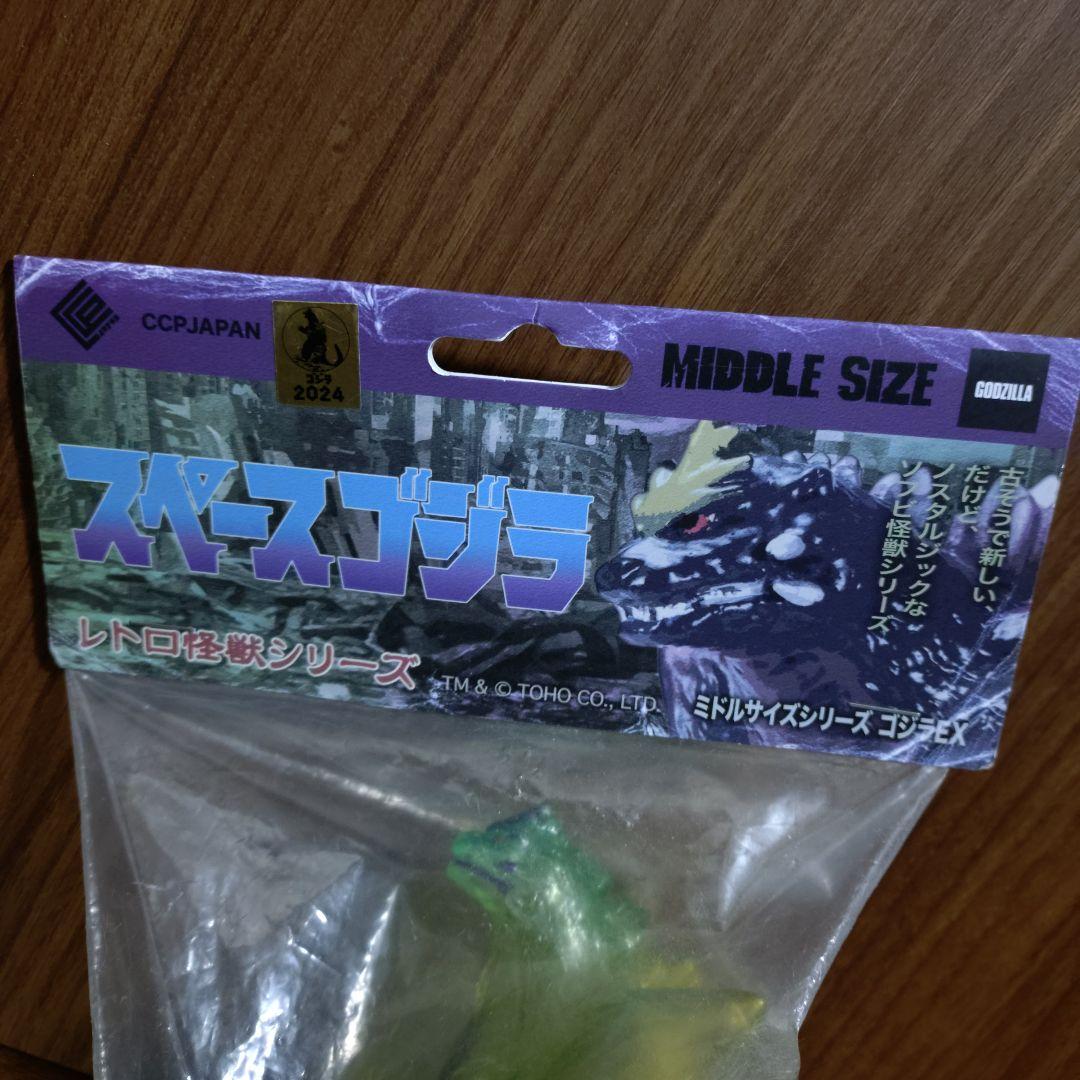 CCPJAPAN
ゴジラ
2024
MIDDLE SIZE
GODZILLA
スペースゴジラ
レトロ怪獣シリーズ
古そうで新しい、
だけど、
ノスタルジックな
ソフビ怪獣シリーズ
TM & © TOHO CO., LTD.
ミドルサイズシリーズ ゴジラEX